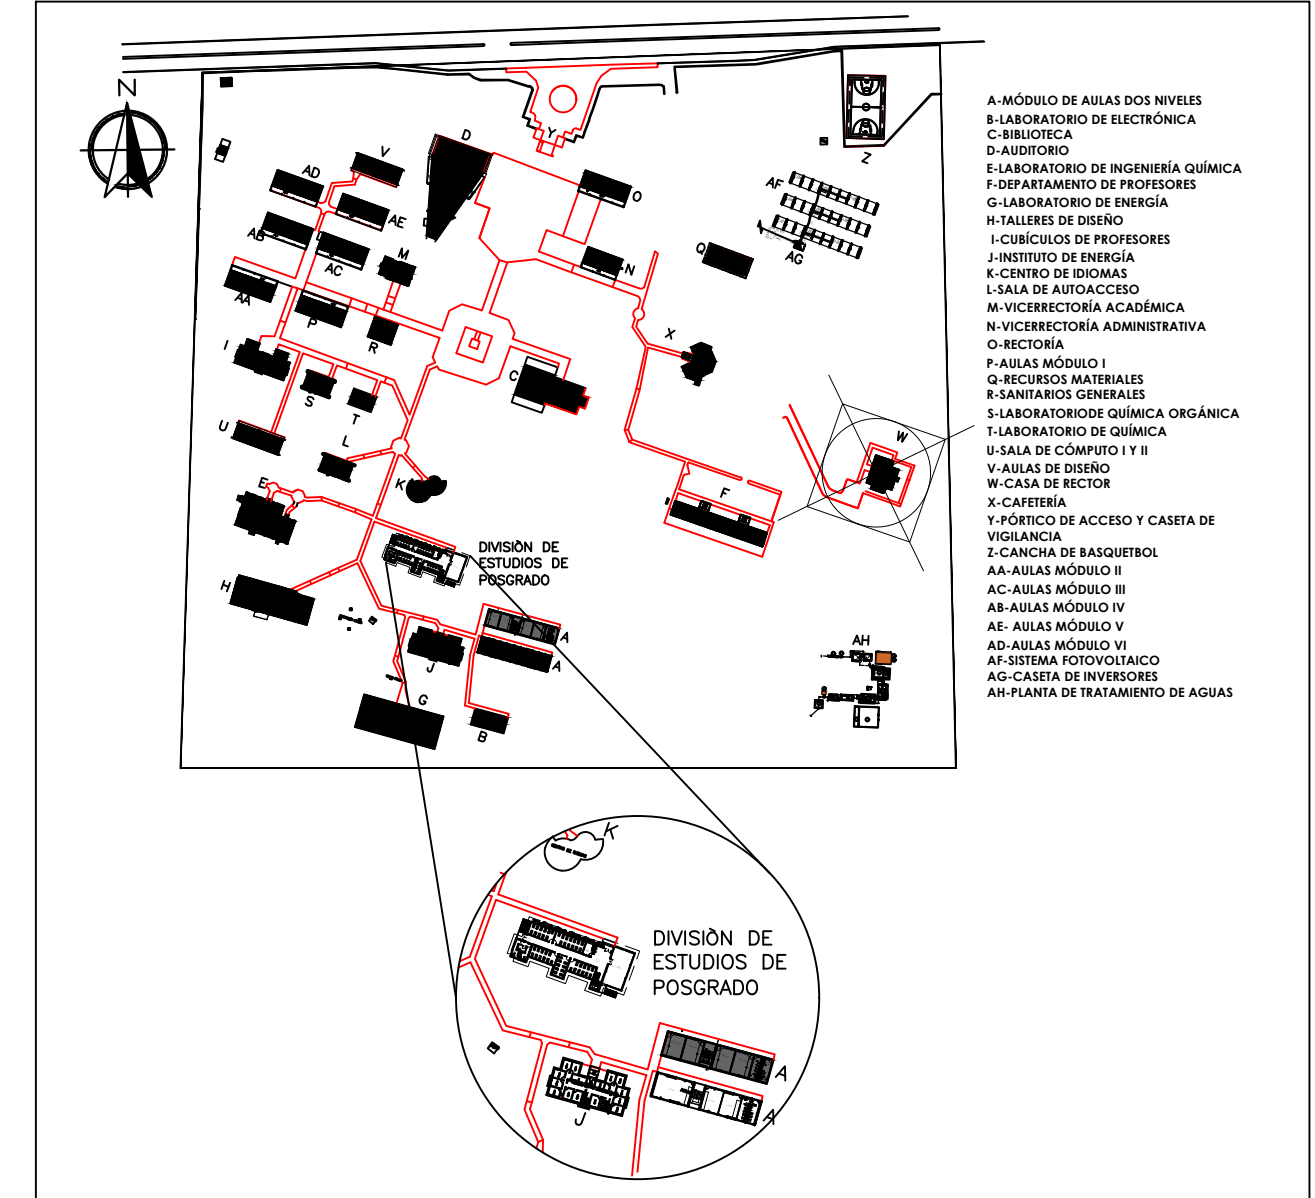 N
D
Y
Z
V
AD
AE
AB
AC
M
O
N
AF
AG
Q
AA
P
R
I
X
C
S
T
U
L
K
E
W
F
DIVISIÒN DE
ESTUDIOS DE
POSGRADO
H
A
A
J
G
B
AH
A-MÓDULO DE AULAS DOS NIVELES
B-LABORATORIO DE ELECTRÓNICA
C-BIBLIOTECA
D-AUDITORIO
E-LABORATORIO DE INGENIERÍA QUÍMICA
F-DEPARTAMENTO DE PROFESORES
G-LABORATORIO DE ENERGÍA
H-TALLERES DE DISEÑO
I-CUBÍCULOS DE PROFESORES
J-INSTITUTO DE ENERGÍA
K-CENTRO DE IDIOMAS
L-SALA DE AUTOACCESO
M-VICERRECTORÍA ACADÉMICA
N-VICERRECTORÍA ADMINISTRATIVA
O-RECTORÍA
P-AULAS MÓDULO I
Q-RECURSOS MATERIALES
R-SANITARIOS GENERALES
S-LABORATORIODE QUÍMICA ORGÁNICA
T-LABORATORIO DE QUÍMICA
U-SALA DE CÓMPUTO I Y II
V-AULAS DE DISEÑO
W-CASA DE RECTOR
X-CAFETERÍA
Y-PÓRTICO DE ACCESO Y CASETA DE
VIGILANCIA
Z-CANCHA DE BASQUETBOL
AA-AULAS MÓDULO II
AC-AULAS MÓDULO III
AB-AULAS MÓDULO IV
AE- AULAS MÓDULO V
AD-AULAS MÓDULO VI
AF-SISTEMA FOTOVOLTAICO
AG-CASETA DE INVERSORES
AH-PLANTA DE TRATAMIENTO DE AGUAS
K
DIVISIÒN DE
ESTUDIOS DE
POSGRADO
A
A
J